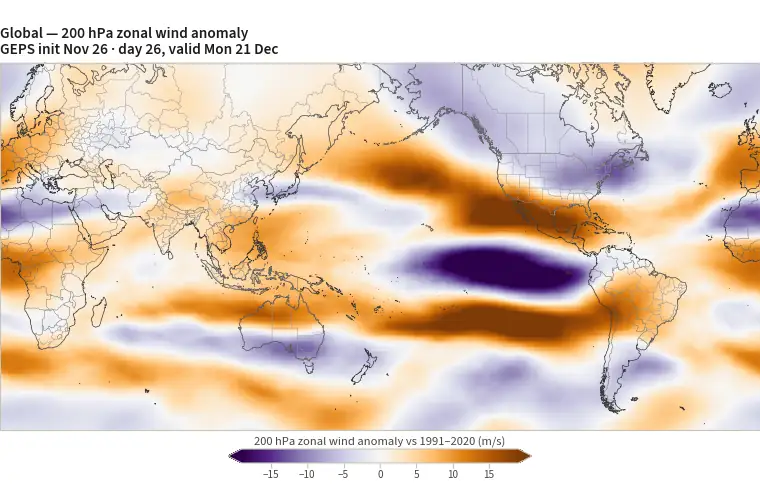 Global — 200 hPa zonal wind anomaly
GEPS init Nov 26 · day 26, valid Mon 21 Dec
200 hPa zonal wind anomaly vs 1991–2020 (m/s)
−15 −10 −5 0 5 10 15